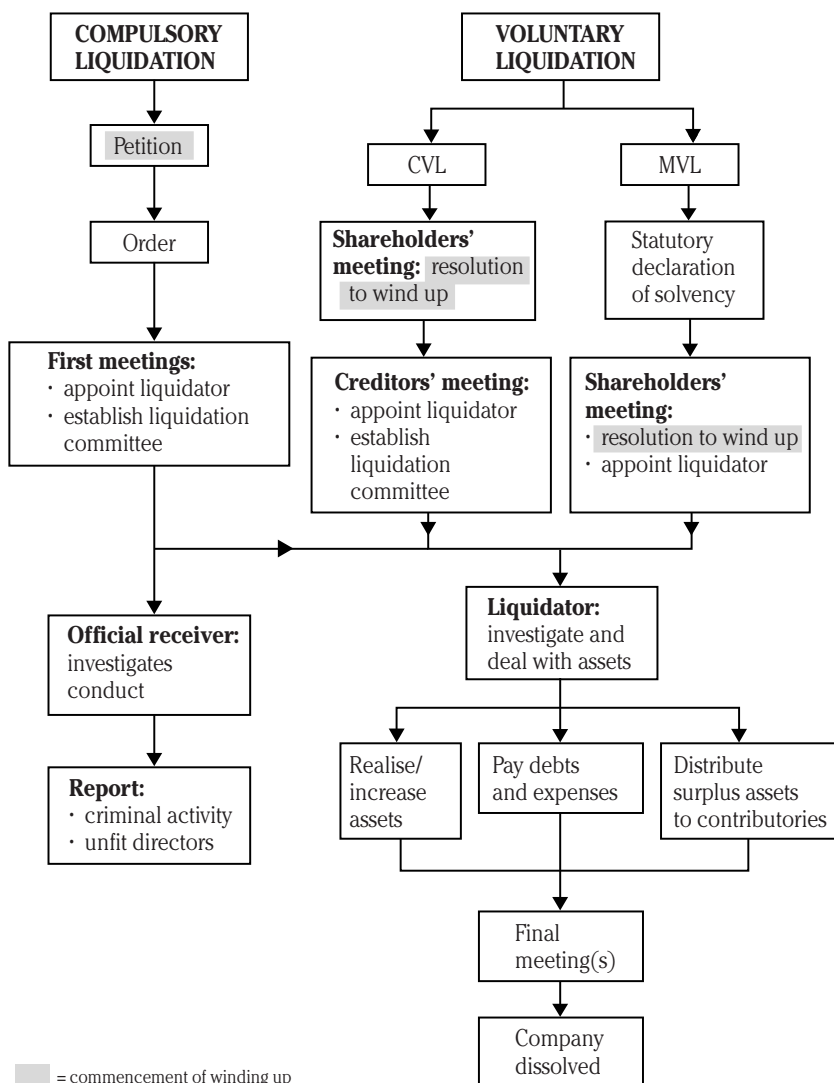 COMPULSORY
LIQUIDATION
Petition
Order
First meetings:
· appoint liquidator
· establish liquidation
committee
Official receiver:
investigates
conduct
Report:
· criminal activity
· unfit directors
VOLUNTARY
LIQUIDATION
CVL
Shareholders’
meeting: resolution
to wind up
Creditors’ meeting:
· appoint liquidator
· establish
liquidation
committee
MVL
Statutory
declaration
of solvency
Shareholders’
meeting:
· resolution to wind up
· appoint liquidator
Liquidator:
investigate and
deal with assets
Realise/
increase
assets
Pay debts
and expenses
Distribute
surplus assets
to contributories
Final
meeting(s)
Company
dissolved
= commencement of winding up